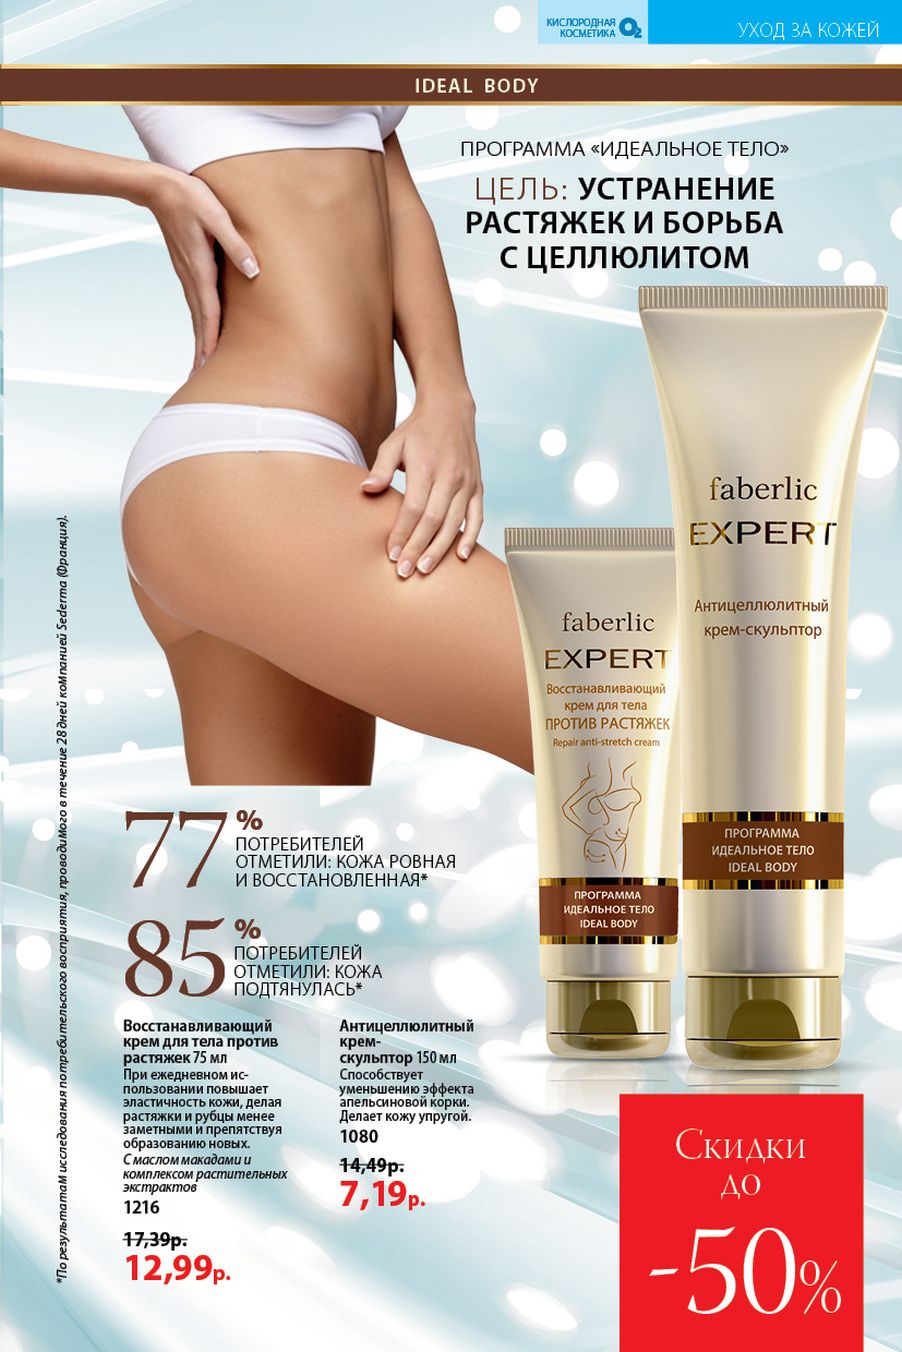 КИСЛОРОДНАЯ
КОСМЕТИКА O2
УХОД ЗА КОЖЕЙ
IDEAL BODY
ПРОГРАММА «ИДЕАЛЬНОЕ ТЕЛО»
ЦЕЛЬ: УСТРАНЕНИЕ
РАСТЯЖЕК И БОРЬБА
С ЦЕЛЛЮЛИТОМ
faberlic
EXPERT
Антицеллюлитный
крем-скульптор
ПРОГРАММА
ИДЕАЛЬНОЕ ТЕЛО
IDEAL BODY
faberlic
EXPERT
Восстанавливающий
крем для тела
ПРОТИВ РАСТЯЖЕК
Repair anti-stretch cream
ПРОГРАММА
ИДЕАЛЬНОЕ ТЕЛО
IDEAL BODY
77%
ПОТРЕБИТЕЛЕЙ
ОТМЕТИЛИ: КОЖА РОВНАЯ
И ВОССТАНОВЛЕННАЯ*
85%
ПОТРЕБИТЕЛЕЙ
ОТМЕТИЛИ: КОЖА
ПОДТЯНУЛАСЬ*
Восстанавливающий
крем для тела против
растяжек 75 мл
При ежедневном ис-
пользовании повышает
эластичность кожи, делая
растяжки и рубцы менее
заметными и препятствуя
образованию новых.
С маслом макадами и
комплексом растительных
экстрактов
1216
17,39р.
12,99р.
Антицеллюлитный
крем-
скульптор 150 мл
Способствует
уменьшению эффекта
апельсиновой корки.
Делает кожу упругой.
1080
14,49р.
7,19р.
Скидки
до
-50%
*По результатам исследования потребительского восприятия, проводимого в течение 28 дней компанией Sederma (Франция).